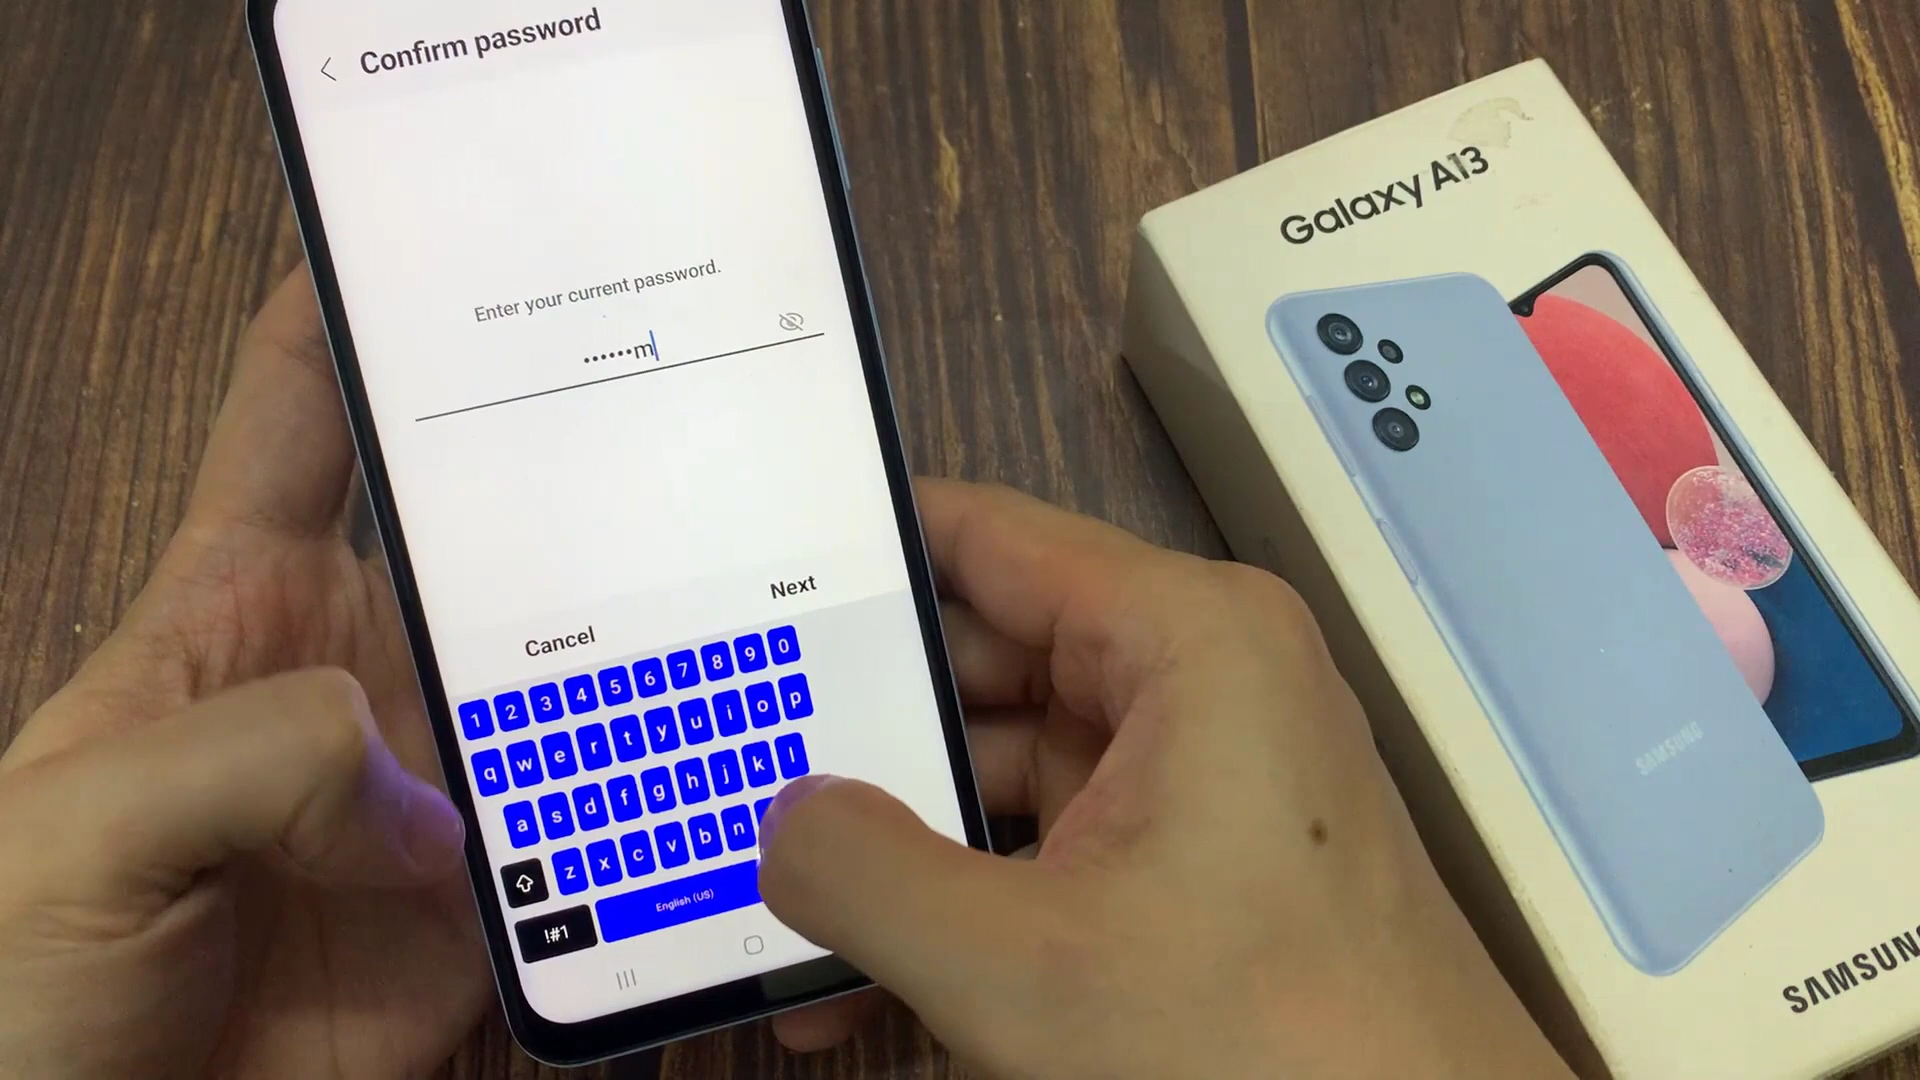 Confirm password
Enter your current password.
••••••m
Next
Cancel
1 2 3 4 5 6 7 8 9 0
q w e r t y u i o p
a s d f g h j k l
z x c v b n
!#1 English (US)
Galaxy A13
SAMSUNG
SAMSUNG